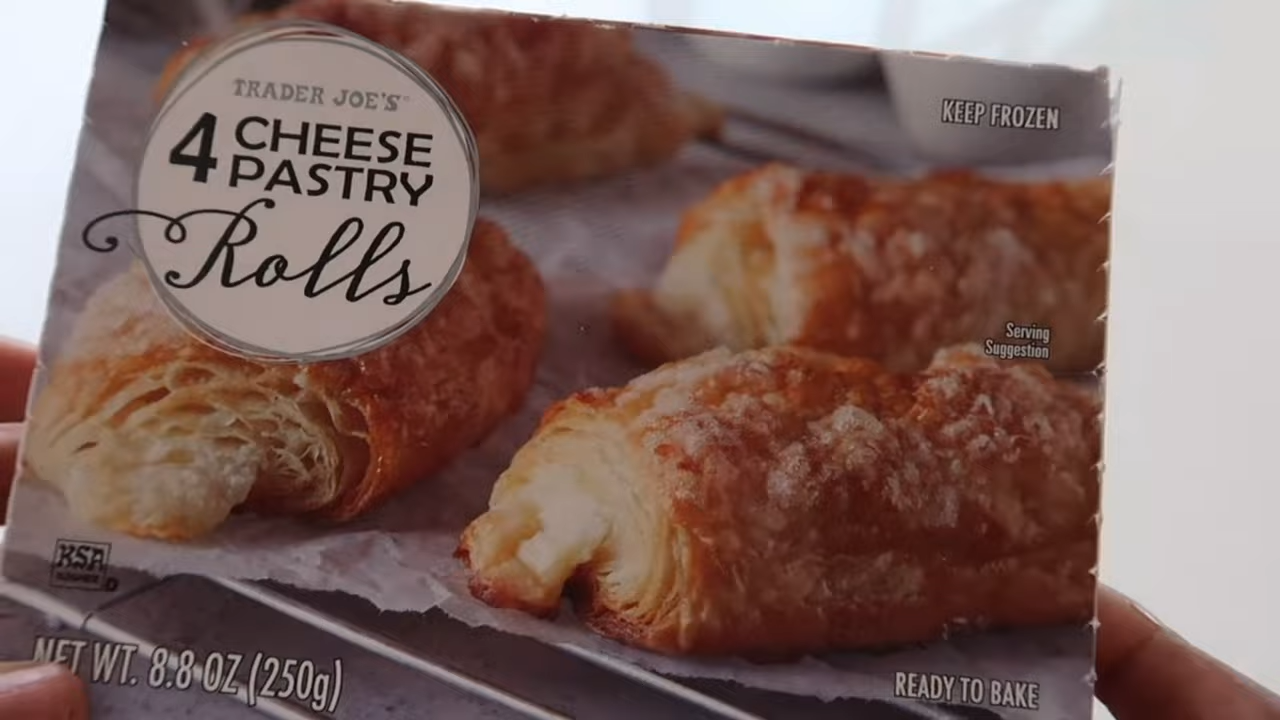 TRADER JOE'S
4 CHEESE
PASTRY
Rolls
KEEP FROZEN
Serving
Suggestion
KSA
D
NET WT. 8.8 OZ (250g)
READY TO BAKE